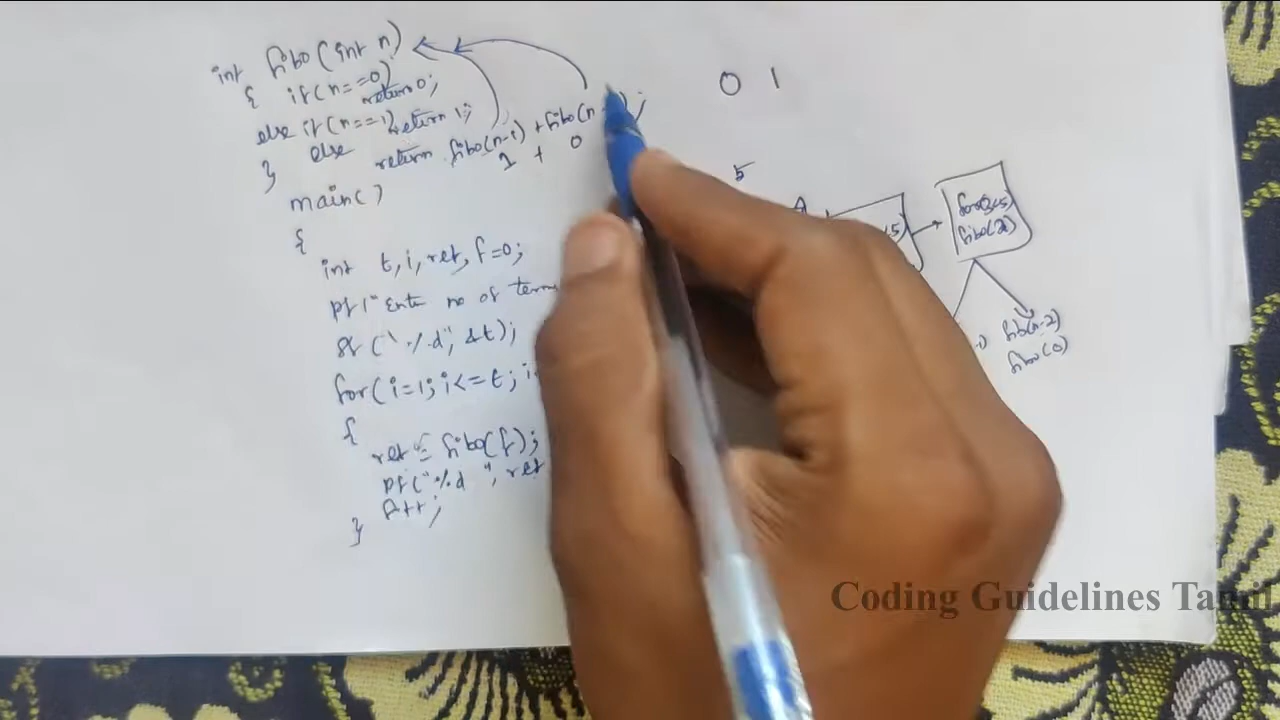 int fibo(int n)
{ if(n==0)
return 0;
else if(n==1) return 1;
else
return fibo(n-1) + fibo(n
1 + 0
}
main()
{
int t, i, ret, f=0;
pf("Enter no of term
sf("%d", &t);
for(i=1; i<=t; i
{
ret = fibo(f);
pf("%d ", ret
f++;
}
0 1
5
fibo(2)
fib(n-2)
fibo(0)
Coding Guidelines Tamil